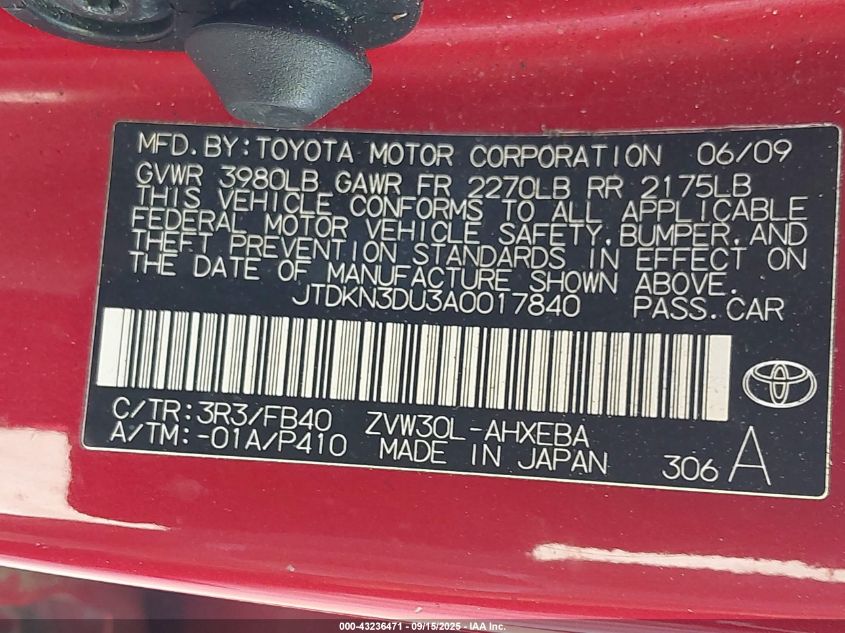 MFD. BY: TOYOTA MOTOR CORPORATION 06/09
GVWR 3980LB GAWR FR 2270LB RR 2175LB
THIS VEHICLE CONFORMS TO ALL APPLICABLE
FEDERAL MOTOR VEHICLE SAFETY, BUMPER, AND
THEFT PREVENTION STANDARDS IN EFFECT ON
THE DATE OF MANUFACTURE SHOWN ABOVE.
JTDKN3DU3A0017840 PASS. CAR
C/TR: 3R3/FB40 ZVW30L-AHXEBA
A/TM: -01A/P410 MADE IN JAPAN 306 A
000-43236471 - 09/15/2025 - IAA, Inc.